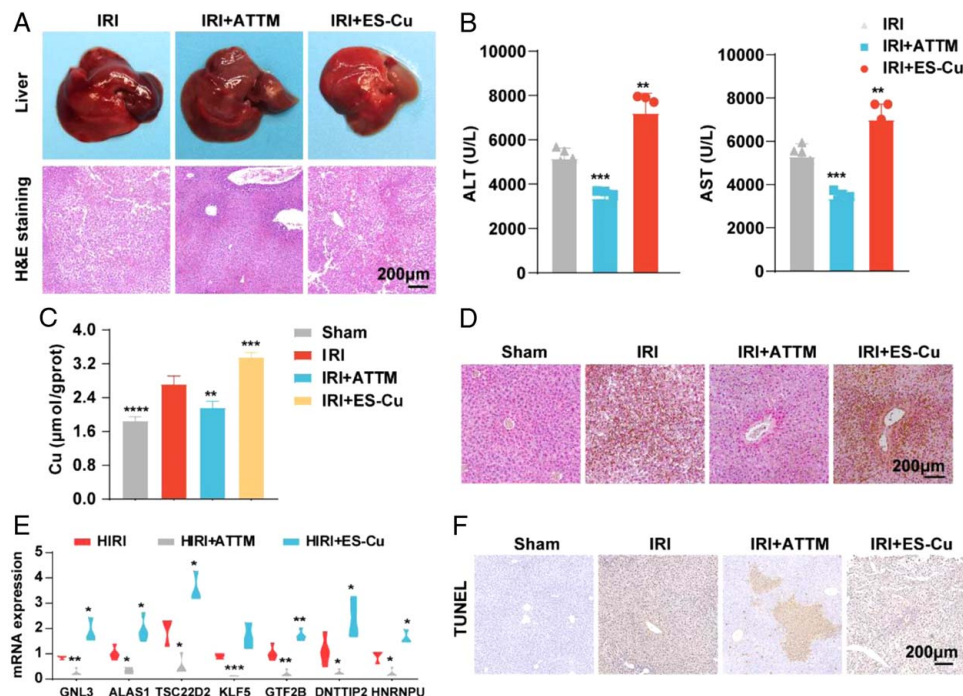 A
IRI
IRI+ATTM
IRI+ES-Cu
Liver
H&E staining
200μm
B
ALT (U/L)
10000
8000
6000
4000
2000
0
***
**
AST (U/L)
10000
8000
6000
4000
2000
0
***
**
IRI
IRI+ATTM
IRI+ES-Cu
C
Cu (μmol/gprot)
4.0
3.2
2.4
1.6
0.8
0.0
****
**
***
Sham
IRI
IRI+ATTM
IRI+ES-Cu
D
Sham
IRI
IRI+ATTM
IRI+ES-Cu
200μm
E
HIRI
HIRI+ATTM
HIRI+ES-Cu
mRNA expression
5
4
3
2
1
0
** *
* *
* *
***
** **
* *
* *
GNL3 ALAS1 TSC22D2 KLF5 GTF2B DNTTIP2 HNRNPU
F
Sham
IRI
IRI+ATTM
IRI+ES-Cu
TUNEL
200μm